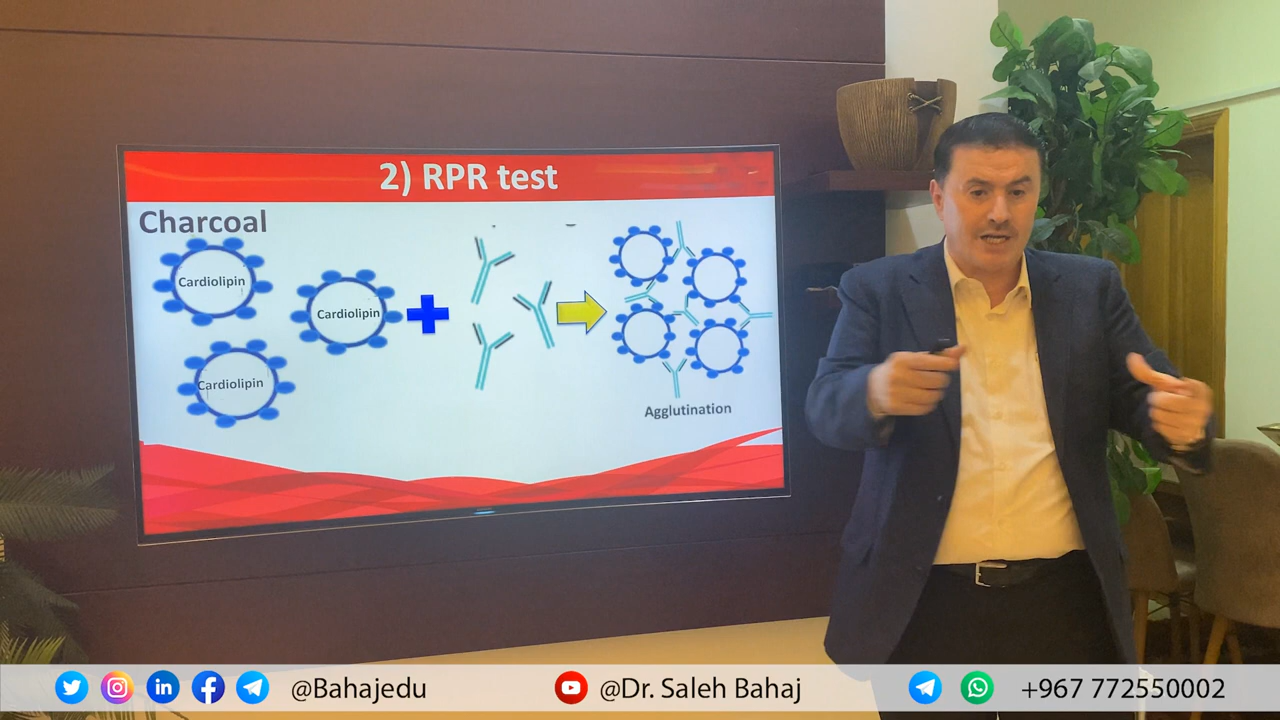 2) RPR test
Charcoal
Cardiolipin
Cardiolipin
Cardiolipin
Agglutination
@Bahajedu
@Dr. Saleh Bahaj
+967 772550002